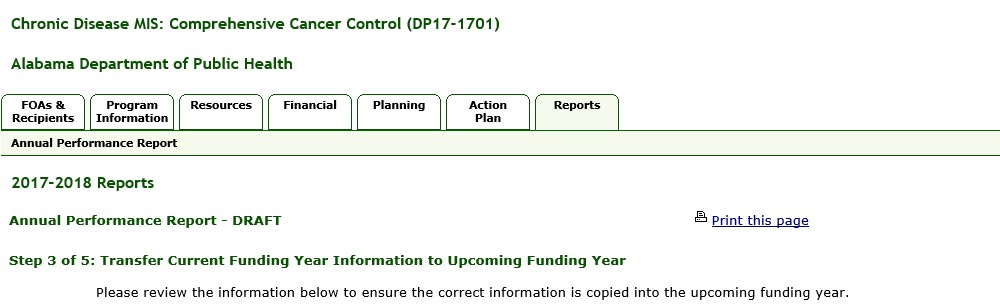 Chronic Disease MIS: Comprehensive Cancer Control (DP17-1701)
Alabama Department of Public Health
FOAs & Recipients
Program Information
Resources
Financial
Planning
Action Plan
Reports
Annual Performance Report
2017-2018 Reports
Annual Performance Report - DRAFT
Print this page
Step 3 of 5: Transfer Current Funding Year Information to Upcoming Funding Year
Please review the information below to ensure the correct information is copied into the upcoming funding year.